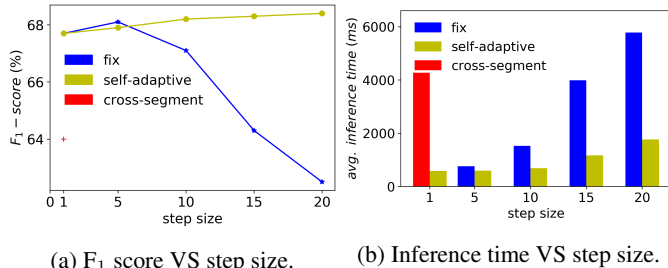 68
66
64
F₁ − score (%)
fix
self-adaptive
cross-segment
0 1 5 10 15 20
step size
(a) F₁ score VS step size.
6000
4000
2000
0
avg. inference time (ms)
fix
self-adaptive
cross-segment
1 5 10 15 20
step size
(b) Inference time VS step size.